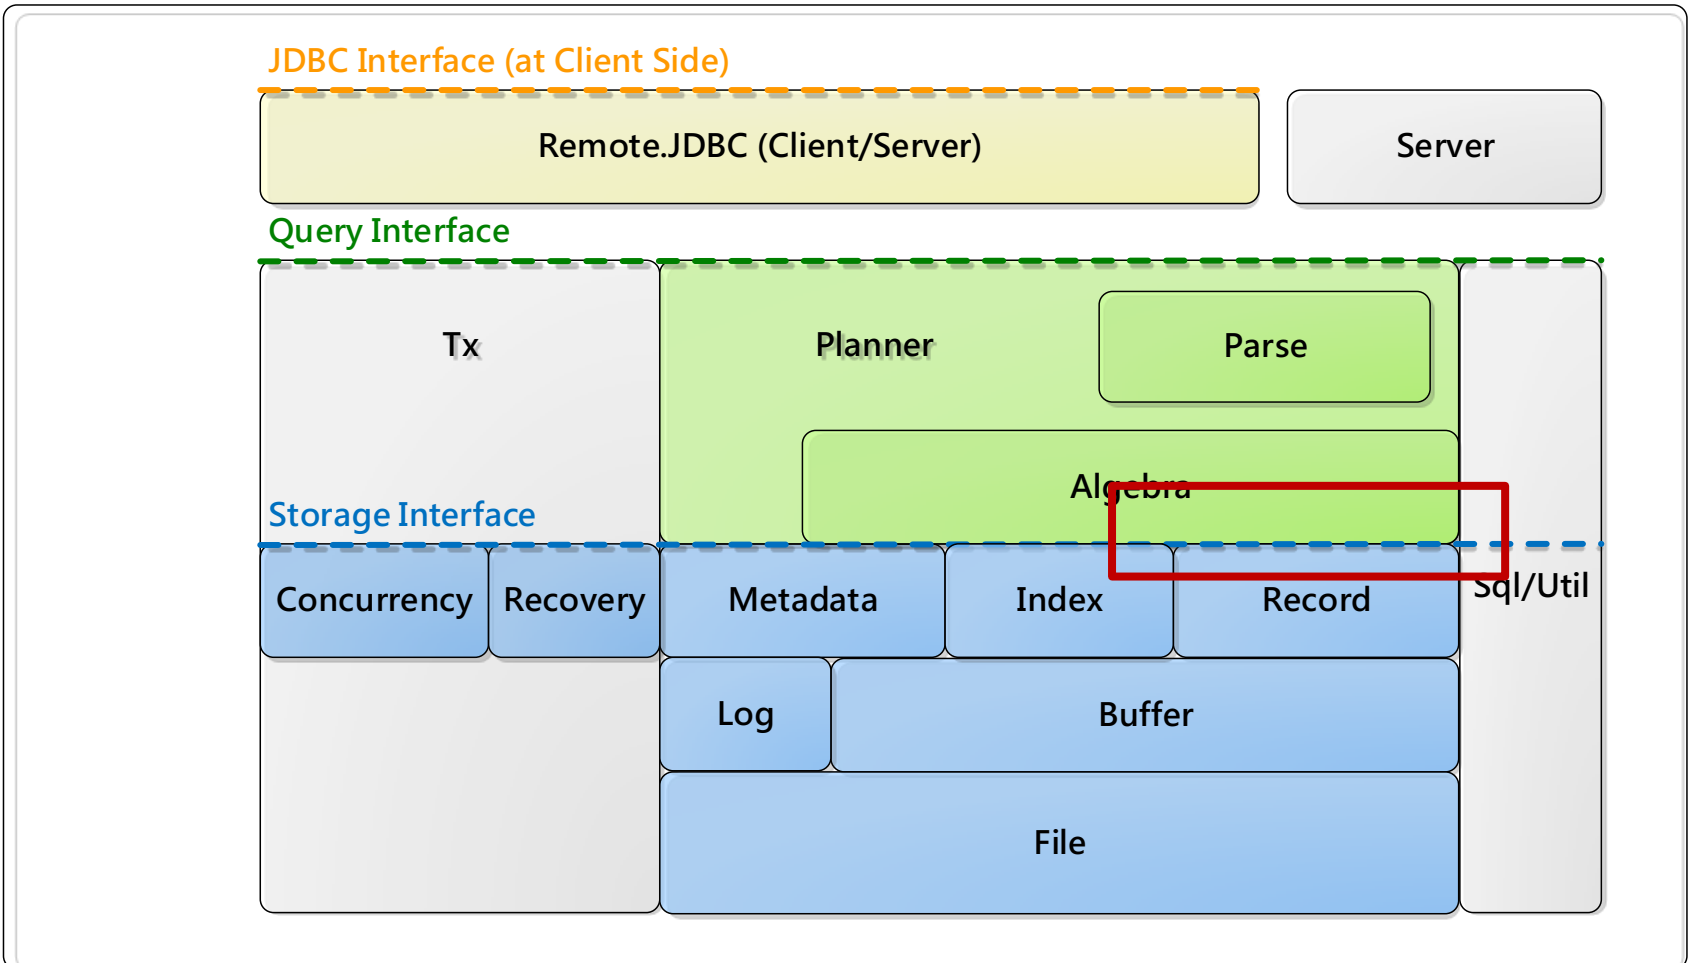 JDBC Interface (at Client Side)
Remote.JDBC (Client/Server)
Server
Query Interface
Tx
Planner
Parse
Algebra
Storage Interface
Concurrency
Recovery
Metadata
Index
Record
Sql/Util
Log
Buffer
File